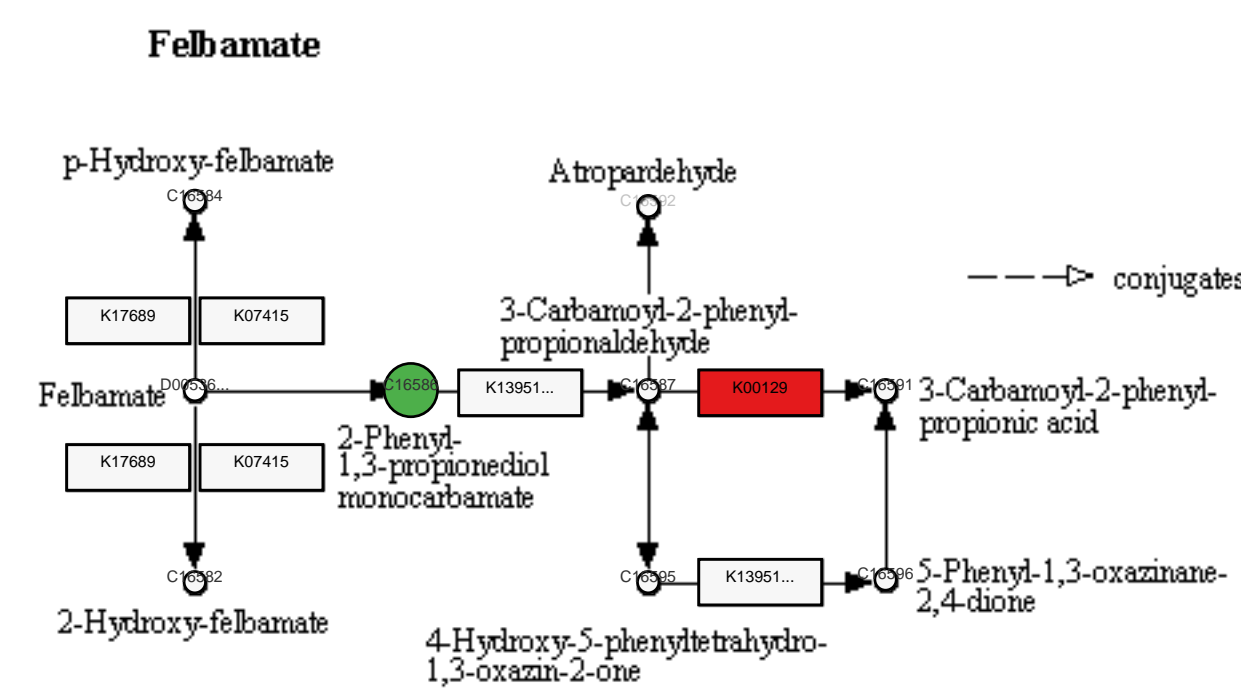 Felbamate
p-Hydroxy-felbamate
C16584
Atropardehyde
C16592
conjugates
K17689
K07415
3-Carbamoyl-2-phenyl-
propionaldehyde
Felbamate
D00536...
C16586
K13951...
C16587
K00129
C16591
3-Carbamoyl-2-phenyl-
propionic acid
2-Phenyl-
1,3-propionediol
monocarbamate
K17689
K07415
C16582
2-Hydroxy-felbamate
C16595
K13951...
C16596
5-Phenyl-1,3-oxazinane-
2,4-dione
4-Hydroxy-5-phenyltetrahydro-
1,3-oxazin-2-one